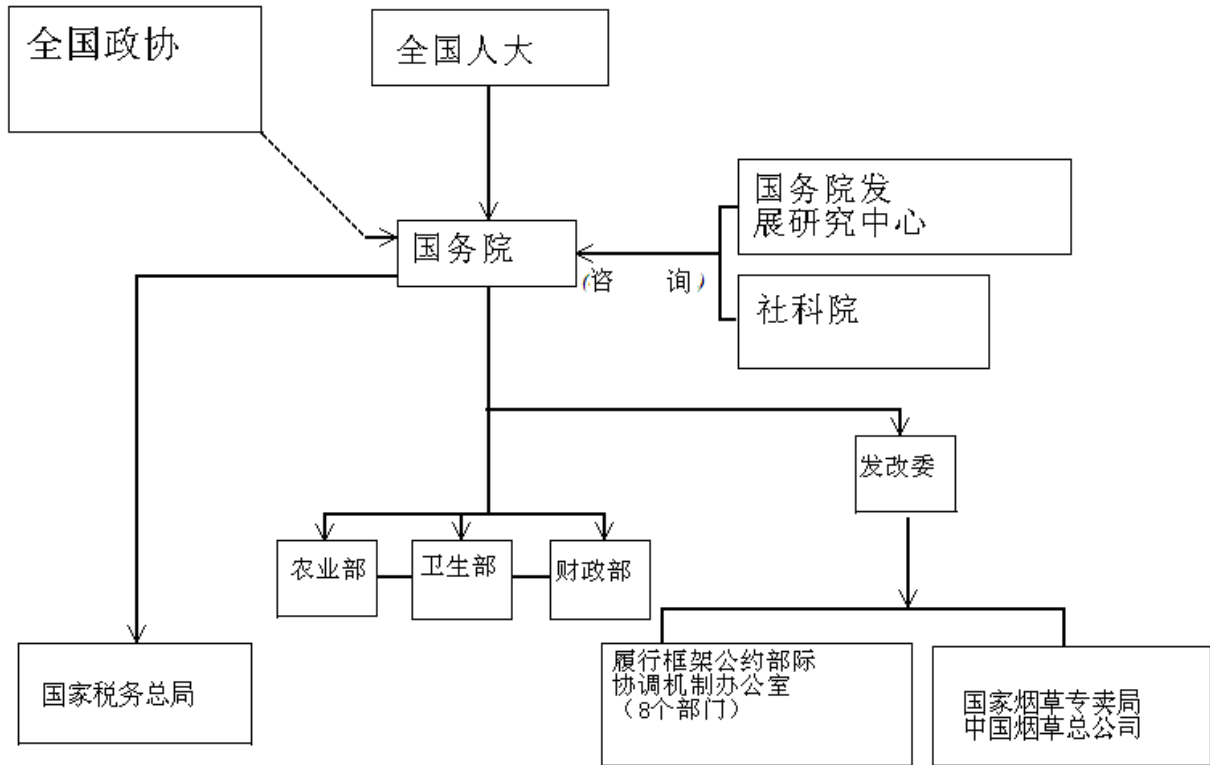 全国政协
全国人大
国务院发
展研究中心
国务院
(咨 询)
社科院
发改委
农业部
卫生部
财政部
国家税务总局
履行框架公约部际
协调机制办公室
(8个部门)
国家烟草专卖局
中国烟草总公司